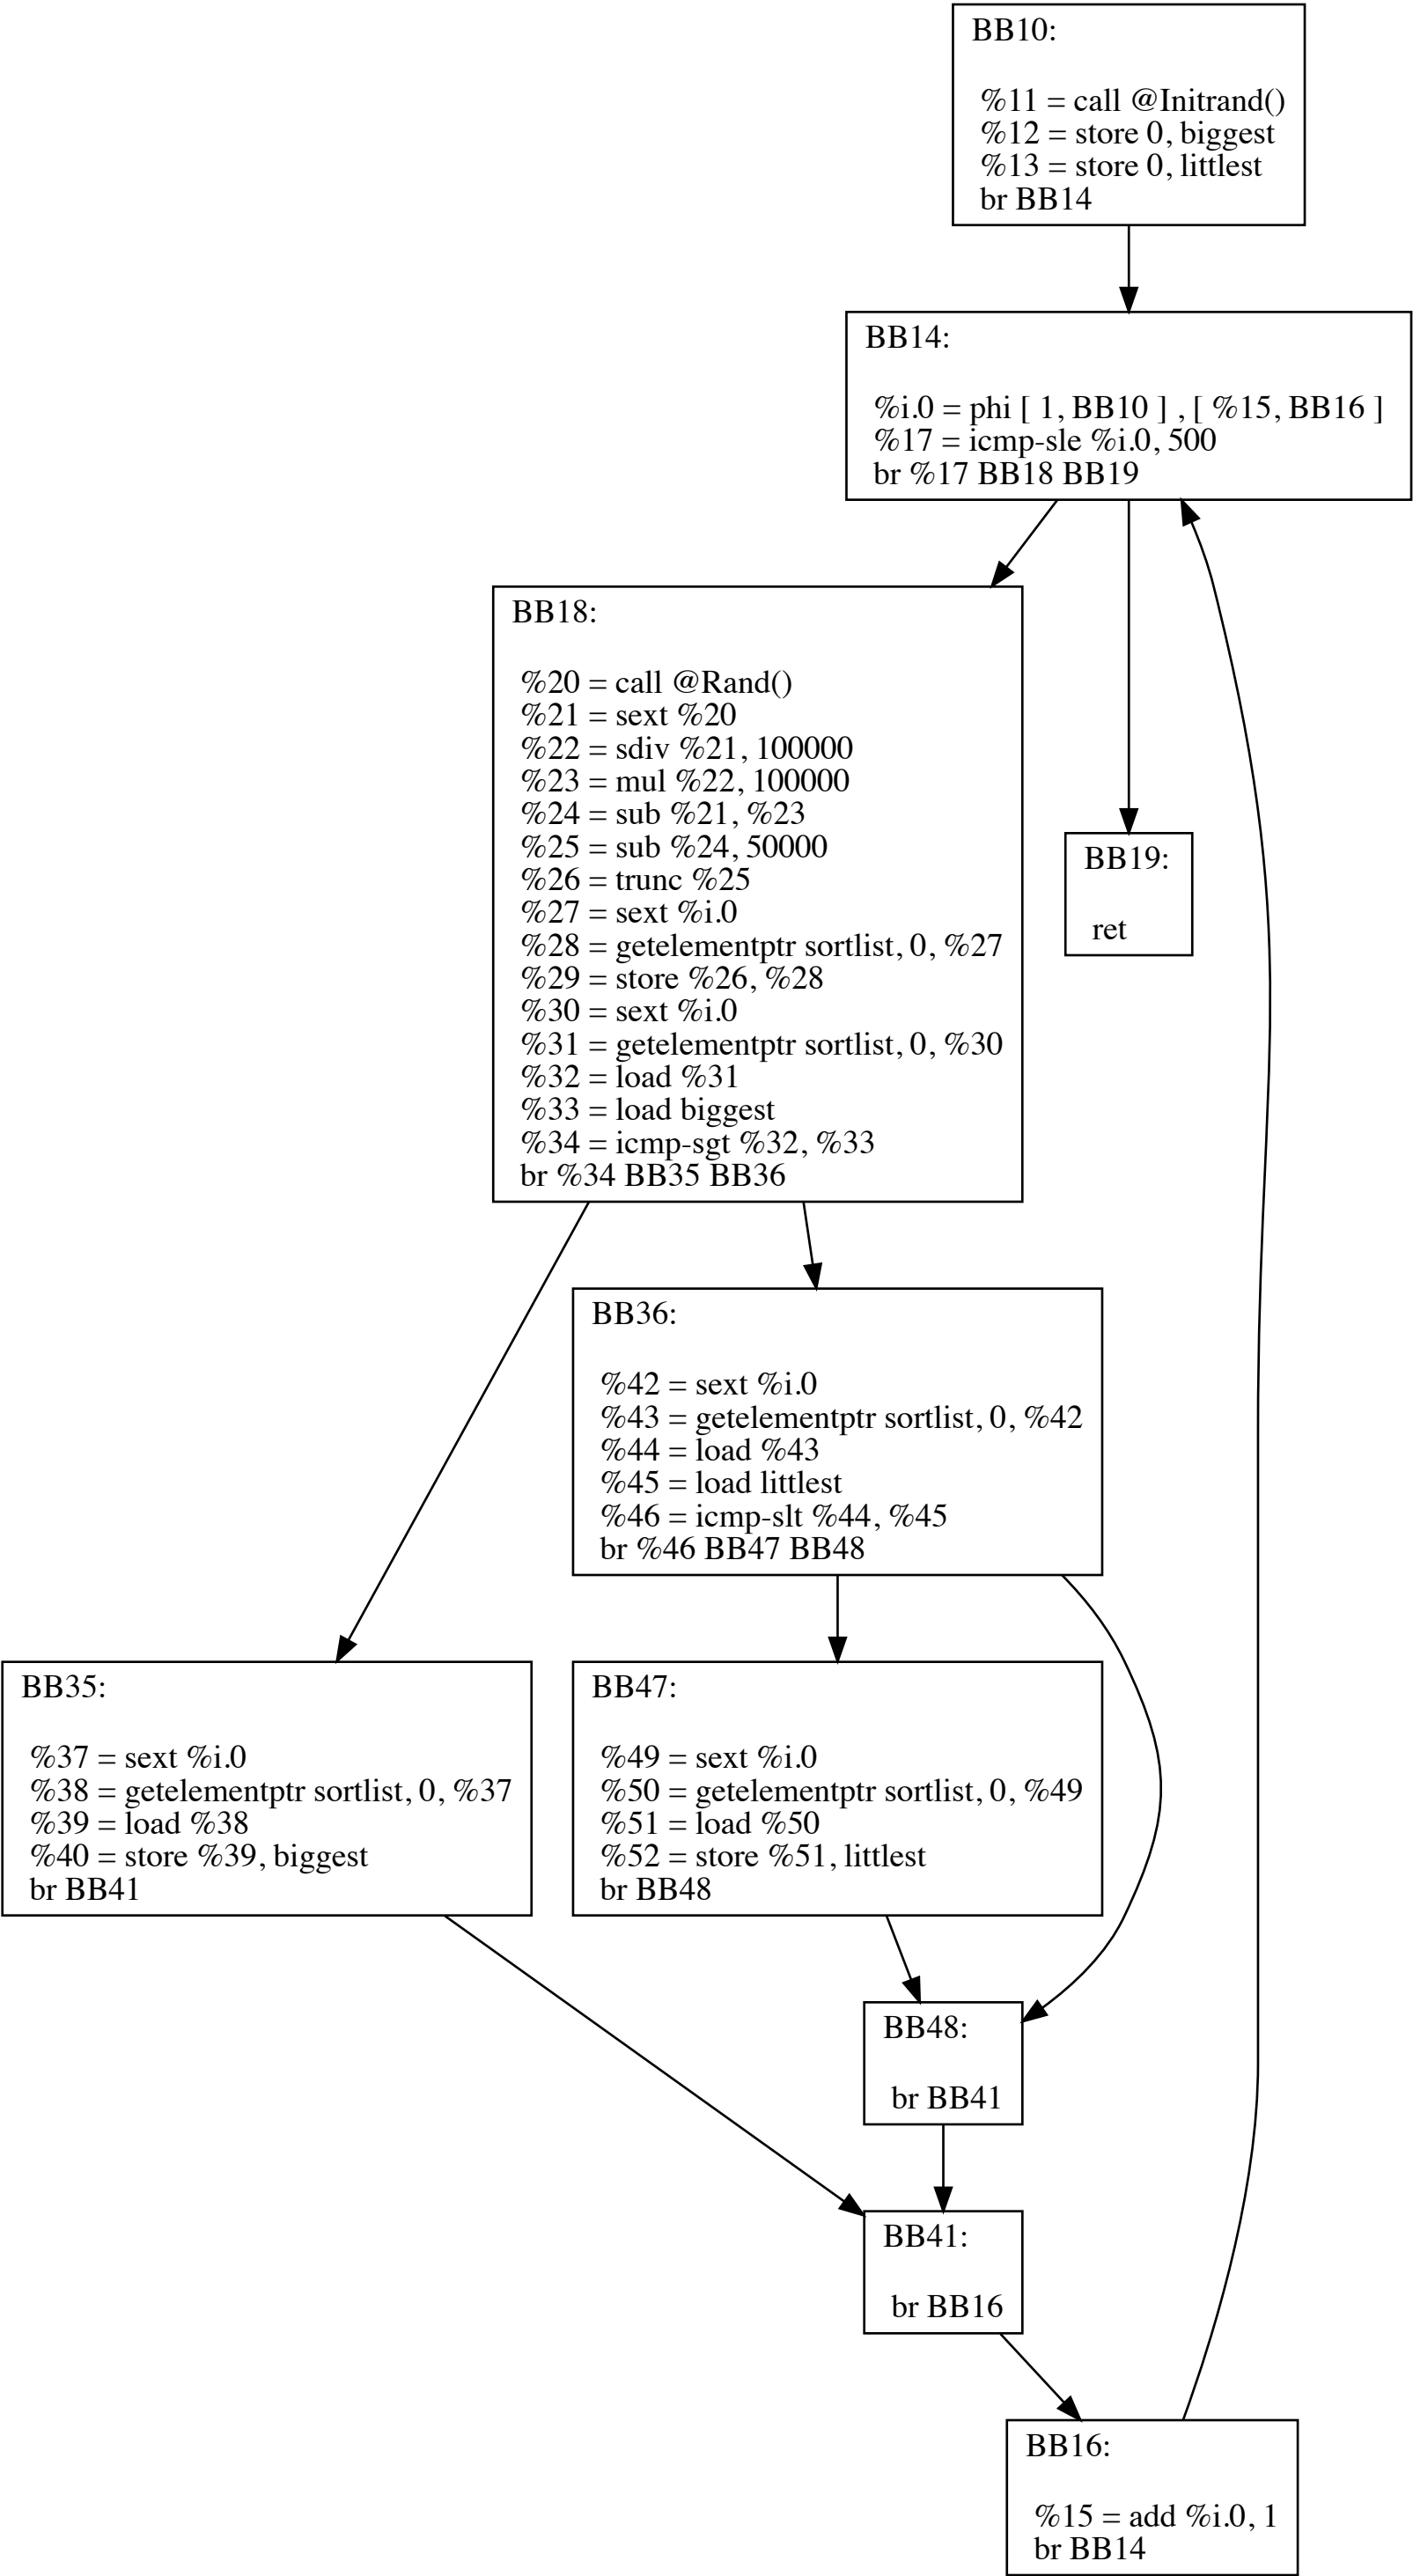 BB10:
%11 = call @Initrand()
%12 = store 0, biggest
%13 = store 0, littlest
br BB14
BB14:
%i.0 = phi [ 1, BB10 ] , [ %15, BB16 ]
%17 = icmp-sle %i.0, 500
br %17 BB18 BB19
BB18:
%20 = call @Rand()
%21 = sext %20
%22 = sdiv %21, 100000
%23 = mul %22, 100000
%24 = sub %21, %23
%25 = sub %24, 50000
%26 = trunc %25
%27 = sext %i.0
%28 = getelementptr sortlist, 0, %27
%29 = store %26, %28
%30 = sext %i.0
%31 = getelementptr sortlist, 0, %30
%32 = load %31
%33 = load biggest
%34 = icmp-sgt %32, %33
br %34 BB35 BB36
BB19:
ret
BB36:
%42 = sext %i.0
%43 = getelementptr sortlist, 0, %42
%44 = load %43
%45 = load littlest
%46 = icmp-slt %44, %45
br %46 BB47 BB48
BB35:
%37 = sext %i.0
%38 = getelementptr sortlist, 0, %37
%39 = load %38
%40 = store %39, biggest
br BB41
BB47:
%49 = sext %i.0
%50 = getelementptr sortlist, 0, %49
%51 = load %50
%52 = store %51, littlest
br BB48
BB48:
br BB41
BB41:
br BB16
BB16:
%15 = add %i.0, 1
br BB14